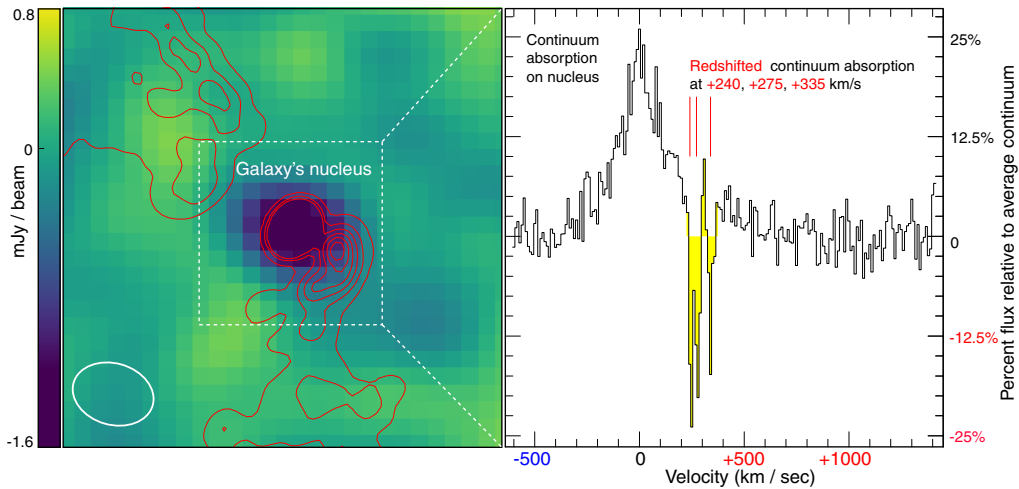 0.8
0
-1.6
mJy / beam
Galaxy's nucleus
Continuum
absorption
on nucleus
Redshifted continuum absorption
at +240, +275, +335 km/s
25%
12.5%
0
-12.5%
-25%
Percent flux relative to average continuum
-500
0
+500
+1000
Velocity (km / sec)